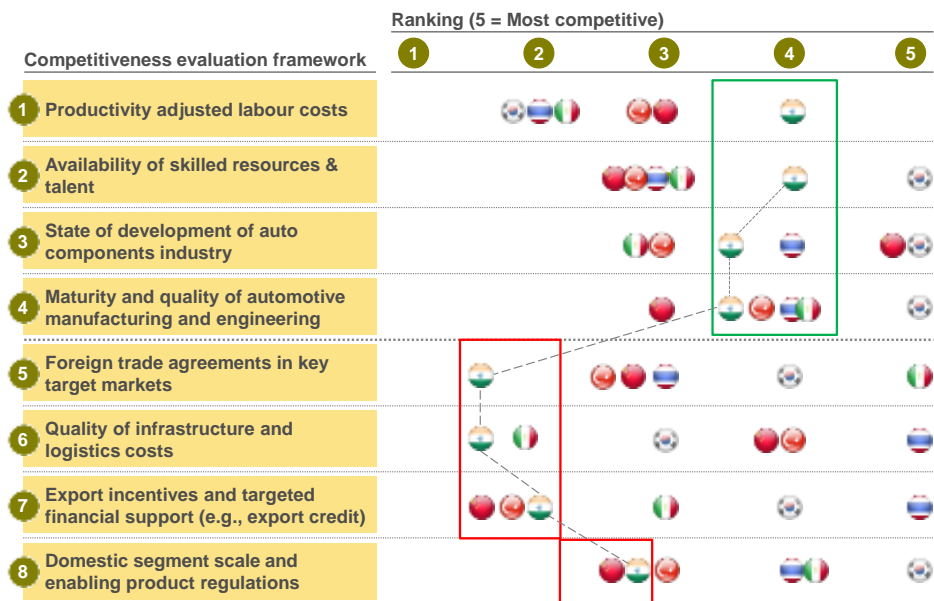 Ranking (5 = Most competitive)
Competitiveness evaluation framework
1 2 3 4 5
1 Productivity adjusted labour costs
2 Availability of skilled resources &
talent
3 State of development of auto
components industry
4 Maturity and quality of automotive
manufacturing and engineering
5 Foreign trade agreements in key
target markets
6 Quality of infrastructure and
logistics costs
7 Export incentives and targeted
financial support (e.g., export credit)
8 Domestic segment scale and
enabling product regulations